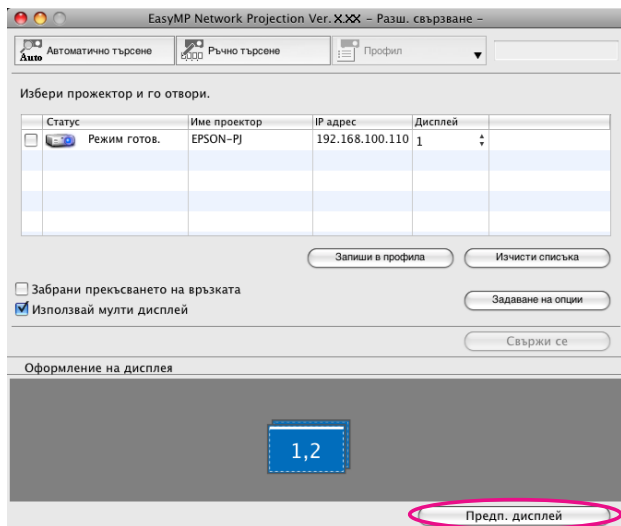 EasyMP Network Projection Ver. X.XX – Разш. свързване –
Auto Автоматично търсене Ръчно търсене Профил
Избери прожектор и го отвори.
Статус Име проектор IP адрес Дисплей
Режим готов. EPSON-PJ 192.168.100.110 1
Запиши в профила Изчисти списъка
Забрани прекъсването на връзката
Използвай мулти дисплей
Задаване на опции
Свържи се
Оформление на дисплея
1,2
Предп. дисплей